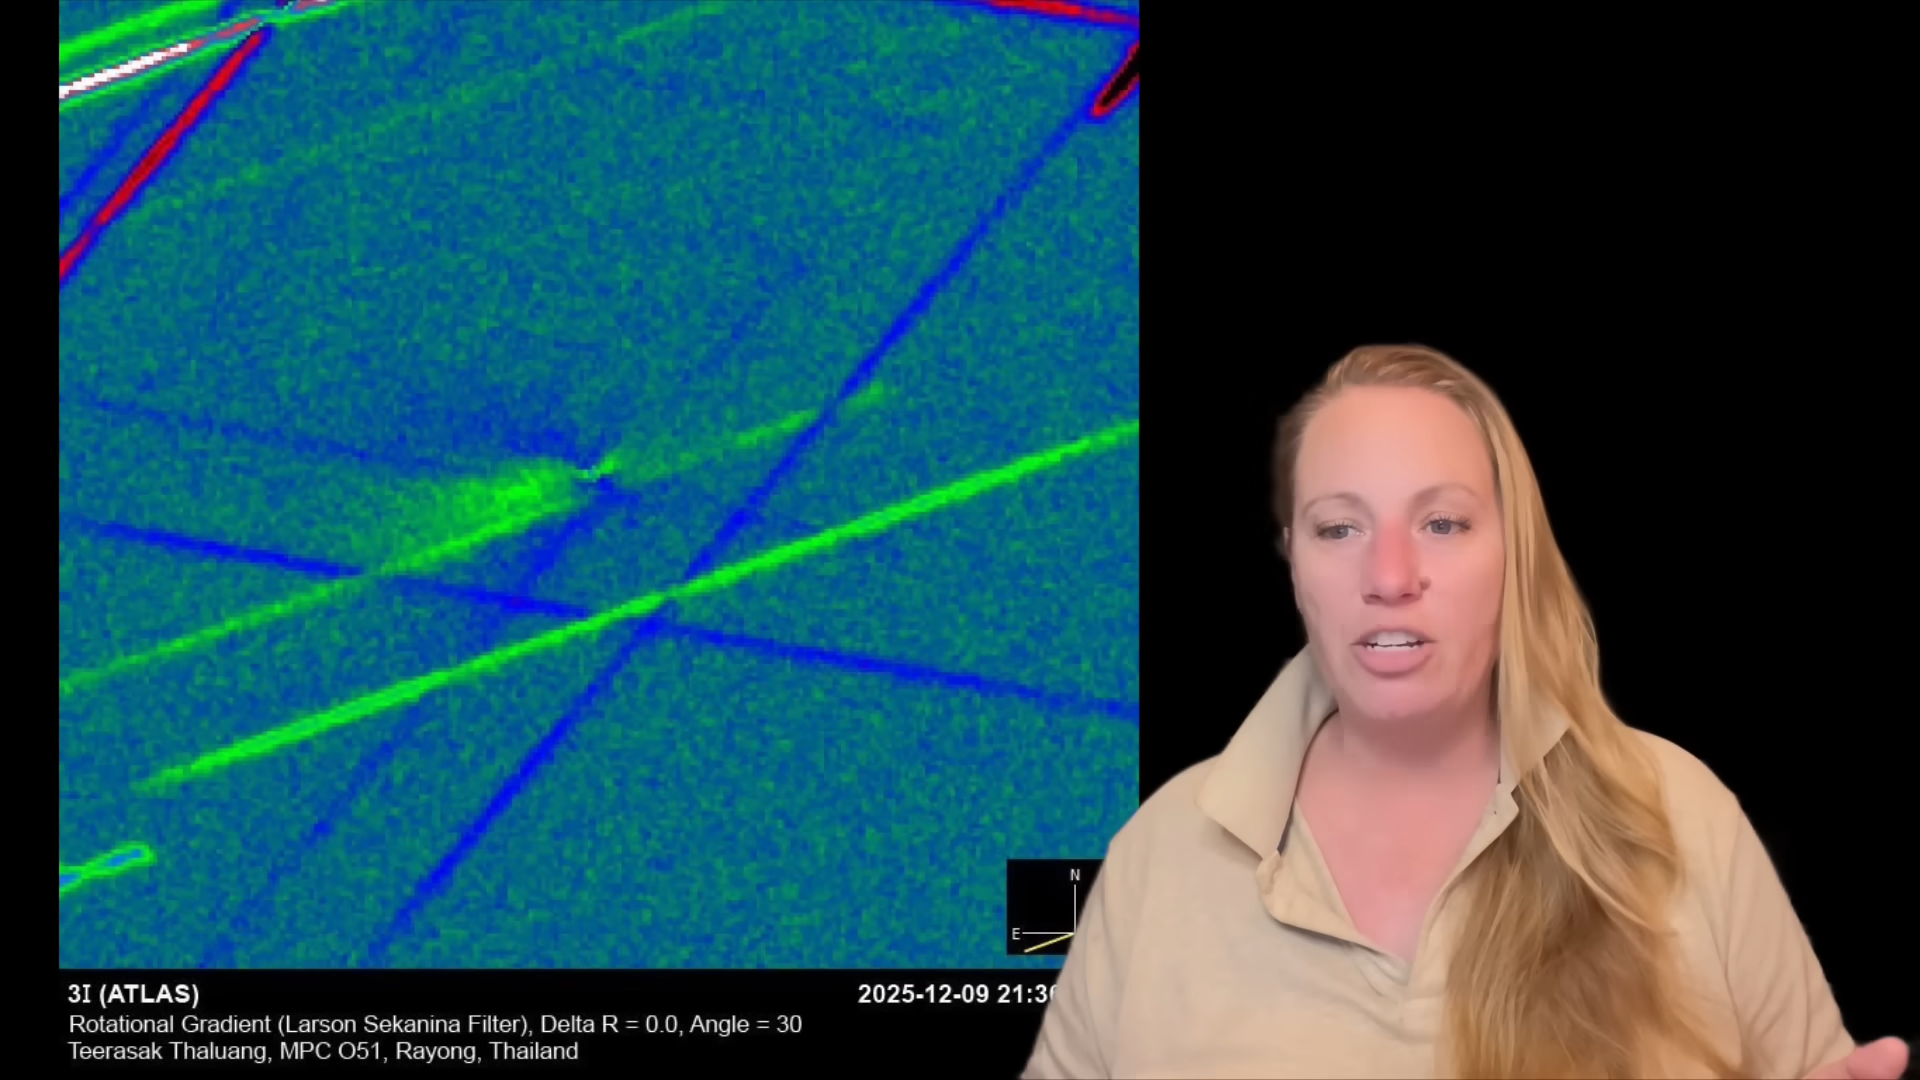 N
E
3I (ATLAS)
2025-12-09 21:3
Rotational Gradient (Larson Sekanina Filter), Delta R = 0.0, Angle = 30
Teerasak Thaluang, MPC O51, Rayong, Thailand